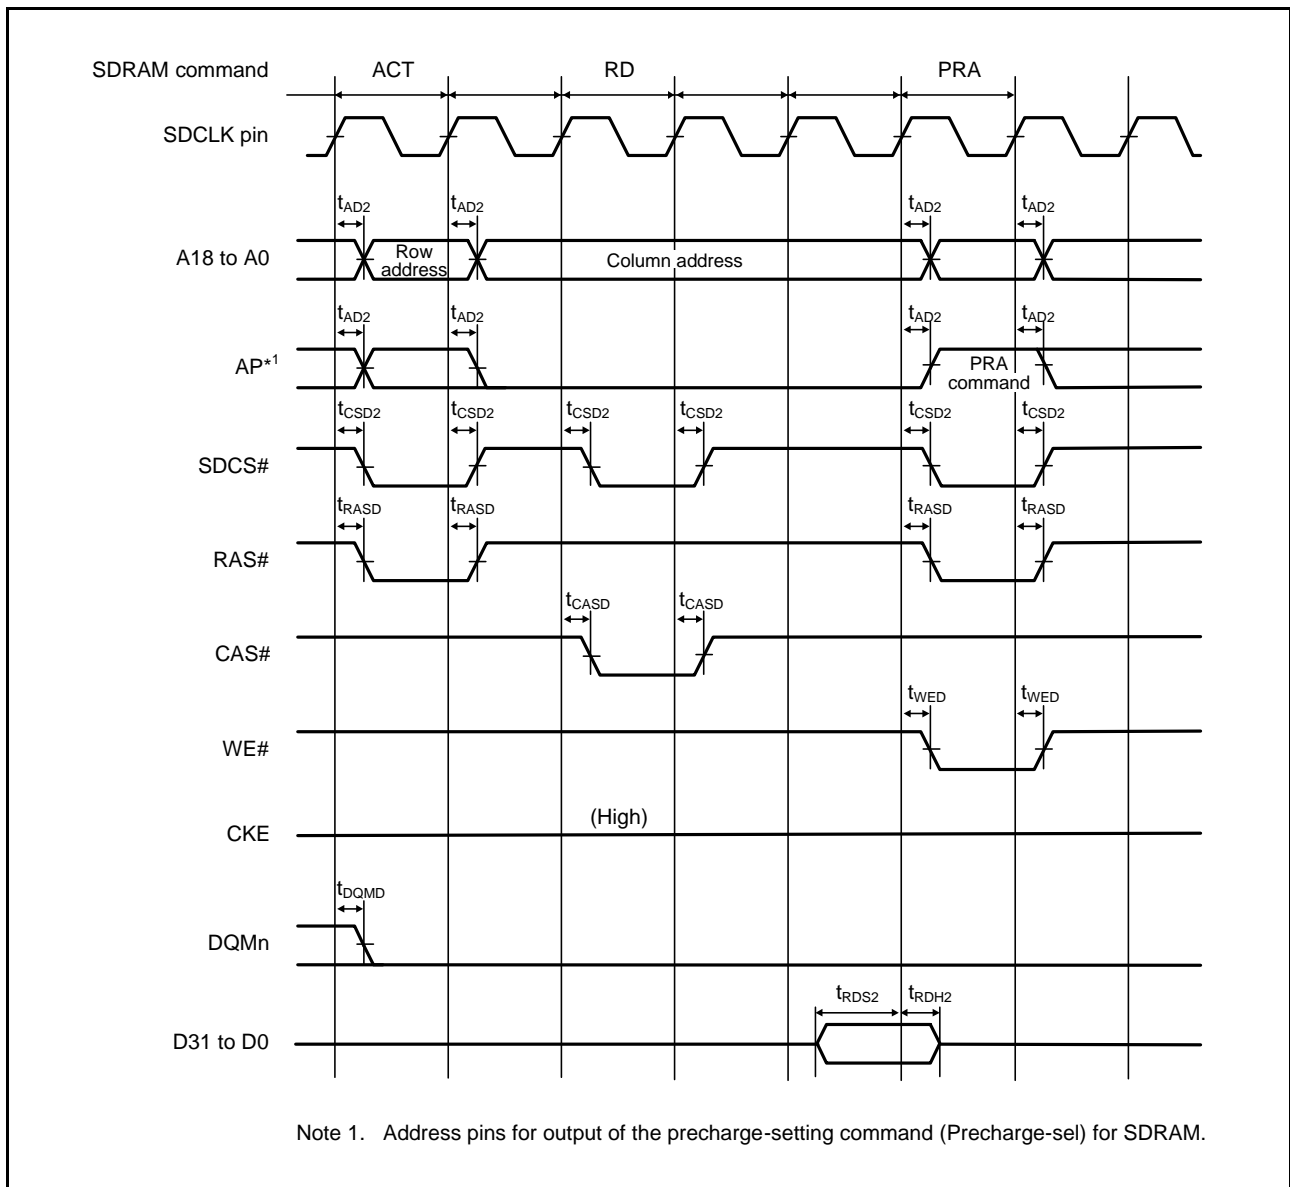 SDRAM command ACT RD PRA
SDCLK pin
tAD2 tAD2 tAD2 tAD2
A18 to A0
Row
address
Column address
tAD2 tAD2 tAD2 tAD2
AP*1
PRA
command
tCSD2 tCSD2 tCSD2 tCSD2 tCSD2 tCSD2
SDCS#
tRASD tRASD tRASD tRASD
RAS#
tCASD tCASD
CAS#
tWED tWED
WE#
(High)
CKE
tDQMD
DQMn
tRDS2 tRDH2
D31 to D0
Note 1. Address pins for output of the precharge-setting command (Precharge-sel) for SDRAM.